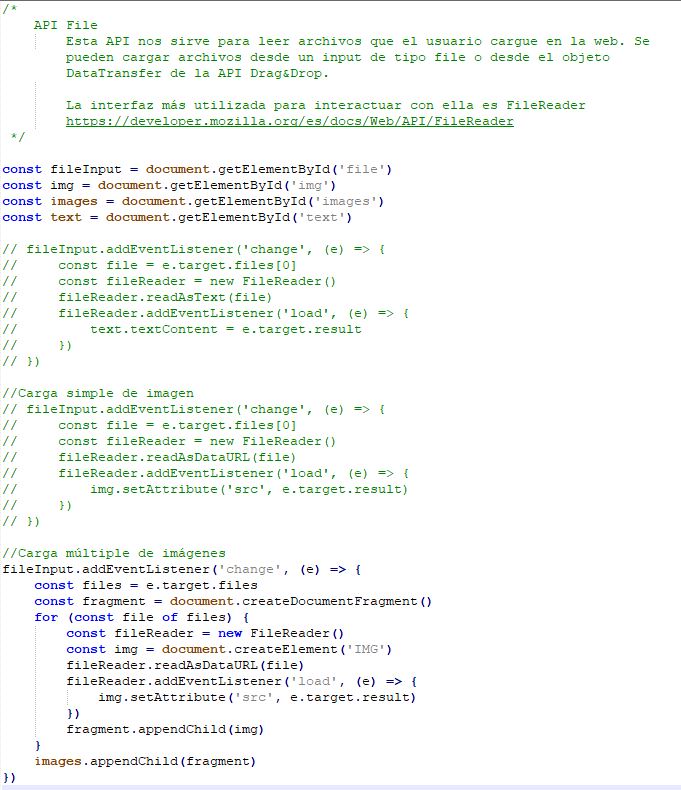 /*
    API File
        Esta API nos sirve para leer archivos que el usuario cargue en la web. Se
        pueden cargar archivos desde un input de tipo file o desde el objeto
        DataTransfer de la API Drag&Drop.

        La interfaz más utilizada para interactuar con ella es FileReader
        https://developer.mozilla.org/es/docs/Web/API/FileReader
 */

const fileInput = document.getElementById('file')
const img = document.getElementById('img')
const images = document.getElementById('images')
const text = document.getElementById('text')

// fileInput.addEventListener('change', (e) => {
//     const file = e.target.files[0]
//     const fileReader = new FileReader()
//     fileReader.readAsText(file)
//     fileReader.addEventListener('load', (e) => {
//         text.textContent = e.target.result
//     })
// })

//Carga simple de imagen
// fileInput.addEventListener('change', (e) => {
//     const file = e.target.files[0]
//     const fileReader = new FileReader()
//     fileReader.readAsDataURL(file)
//     fileReader.addEventListener('load', (e) => {
//         img.setAttribute('src', e.target.result)
//     })
// })

//Carga múltiple de imágenes
fileInput.addEventListener('change', (e) => {
    const files = e.target.files
    const fragment = document.createDocumentFragment()
    for (const file of files) {
        const fileReader = new FileReader()
        const img = document.createElement('IMG')
        fileReader.readAsDataURL(file)
        fileReader.addEventListener('load', (e) => {
            img.setAttribute('src', e.target.result)
        })
        fragment.appendChild(img)
    }
    images.appendChild(fragment)
})